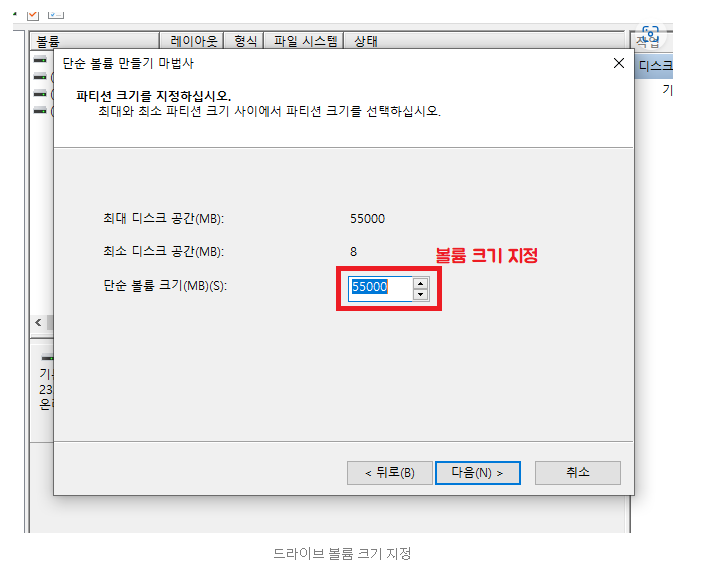 볼륨 레이아웃 형식 파일 시스템 상태 작업
단순 볼륨 만들기 마법사
디스크
파티션 크기를 지정하십시오.
최대와 최소 파티션 크기 사이에서 파티션 크기를 선택하십시오.
최대 디스크 공간(MB): 55000
최소 디스크 공간(MB): 8
볼륨 크기 지정
단순 볼륨 크기(MB)(S): 55000
23
< 뒤로(B) 다음(N) > 취소
드라이브 볼륨 크기 지정